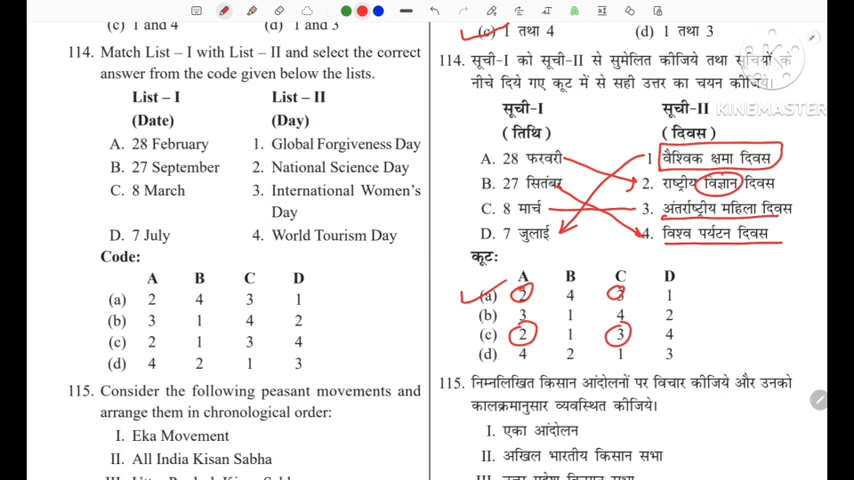 (c) 1 and 4 (d) 1 and 3
114. Match List – I with List – II and select the correct
answer from the code given below the lists.
List – I List – II
(Date) (Day)
A. 28 February 1. Global Forgiveness Day
B. 27 September 2. National Science Day
C. 8 March 3. International Women's
Day
D. 7 July 4. World Tourism Day
Code:
A B C D
(a) 2 4 3 1
(b) 3 1 4 2
(c) 2 1 3 4
(d) 4 2 1 3
115. Consider the following peasant movements and
arrange them in chronological order:
I. Eka Movement
II. All India Kisan Sabha
(c) 1 तथा 4 (d) 1 तथा 3
114. सूची-I को सूची-II से सुमेलित कीजिये तथा सूचियों के
नीचे दिये गए कूट में से सही उत्तर का चयन कीजिये।
सूची-I सूची-II
(तिथि) (दिवस)
A. 28 फरवरी 1 वैश्विक क्षमा दिवस
B. 27 सितंबर 2. राष्ट्रीय विज्ञान दिवस
C. 8 मार्च 3. अंतर्राष्ट्रीय महिला दिवस
D. 7 जुलाई 4. विश्व पर्यटन दिवस
कूट:
A B C D
(a) 2 4 3 1
(b) 3 1 4 2
(c) 2 1 3 4
(d) 4 2 1 3
115. निम्नलिखित किसान आंदोलनों पर विचार कीजिये और उनको
कालक्रमानुसार व्यवस्थित कीजिये।
I. एका आंदोलन
II. अखिल भारतीय किसान सभा
KINEMASTER